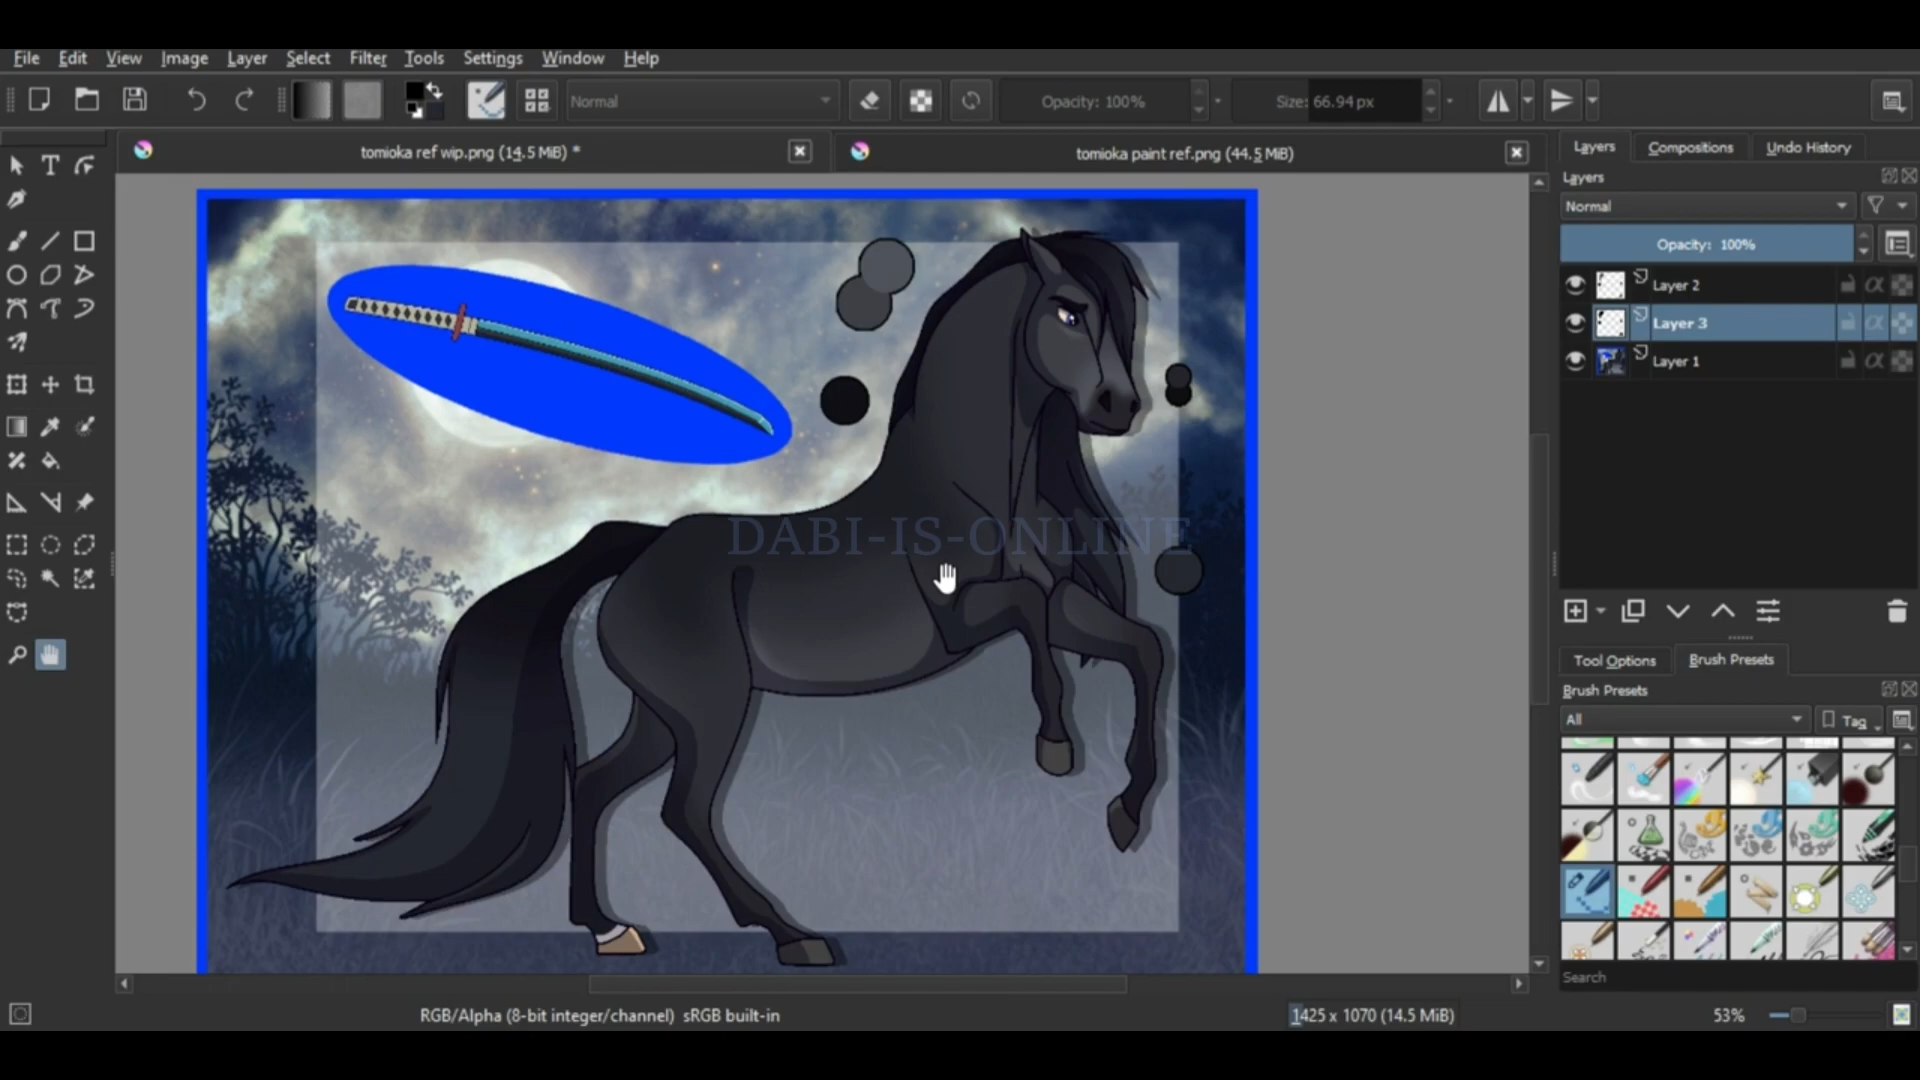 File Edit View Image Layer Select Filter Tools Settings Window Help
Normal Opacity: 100% Size: 66.94 px
tomioka ref wip.png (14.5 MiB) * tomioka paint ref.png (44.5 MiB)
Layers Compositions Undo History
Layers
Normal
Opacity: 100%
Layer 2
Layer 3
Layer 1
DABI-IS-ONLINE
Tool Options Brush Presets
Brush Presets
All Tag
Search
RGB/Alpha (8-bit integer/channel) sRGB built-in 1425 x 1070 (14.5 MiB) 53%